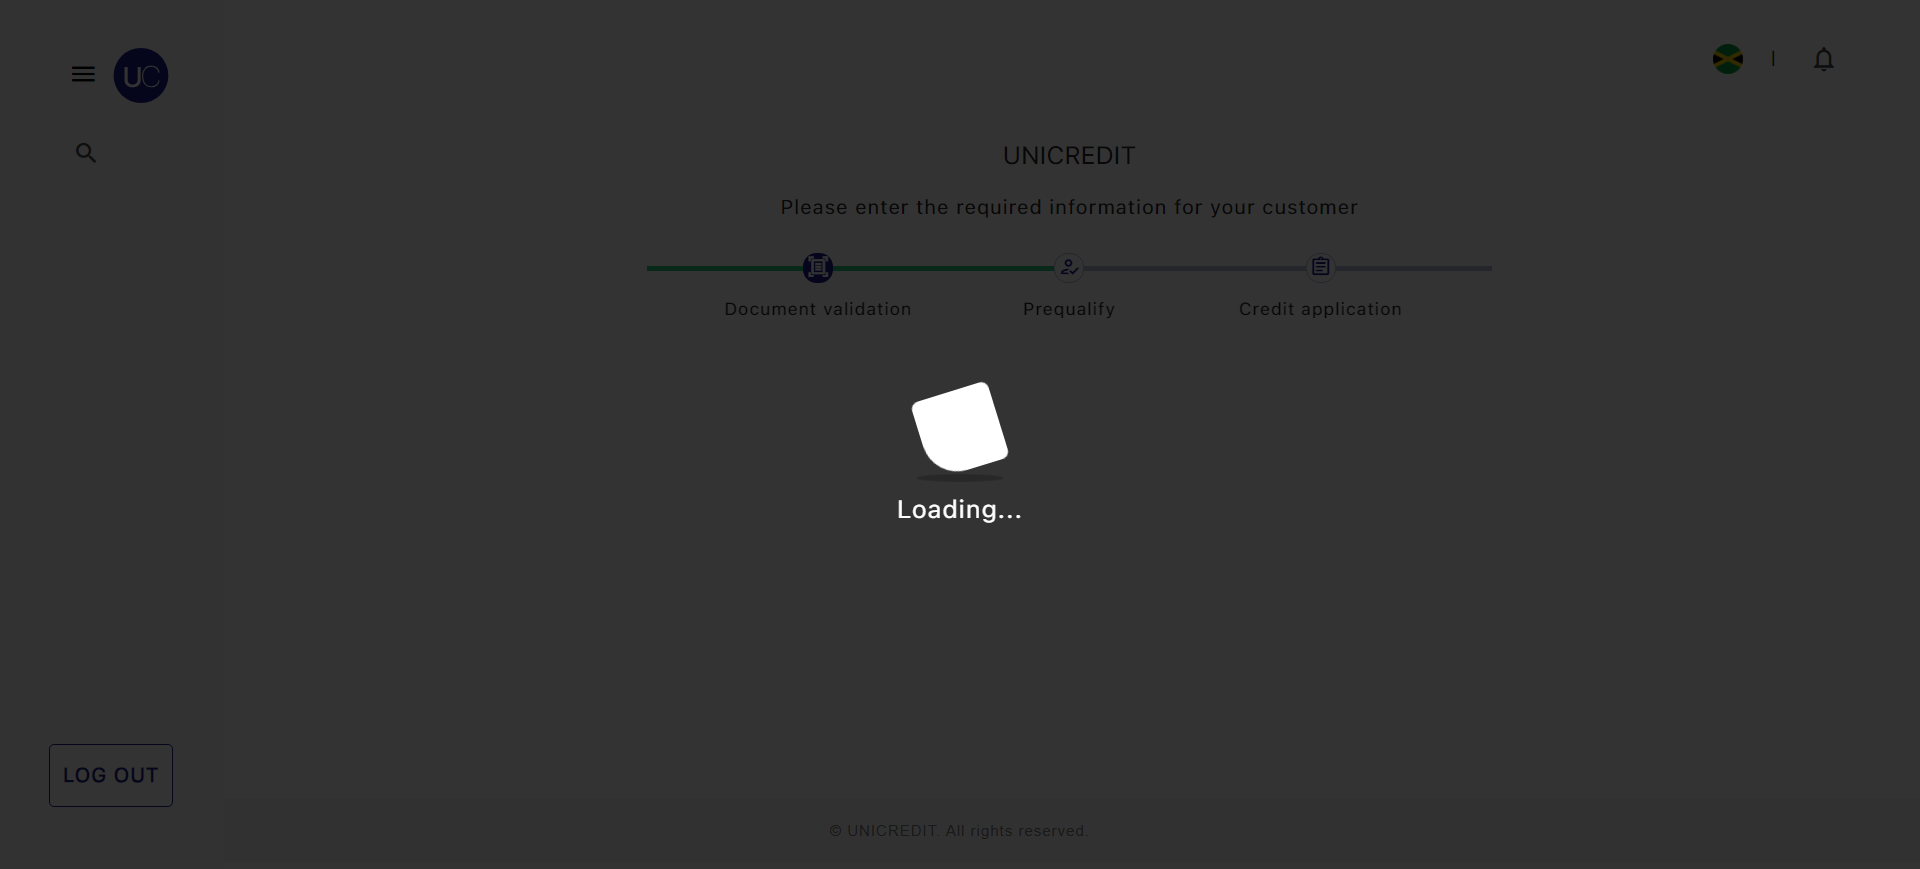 UC
UNICREDIT
Please enter the required information for your customer
Document validation
Prequalify
Credit application
Loading...
LOG OUT
© UNICREDIT. All rights reserved.